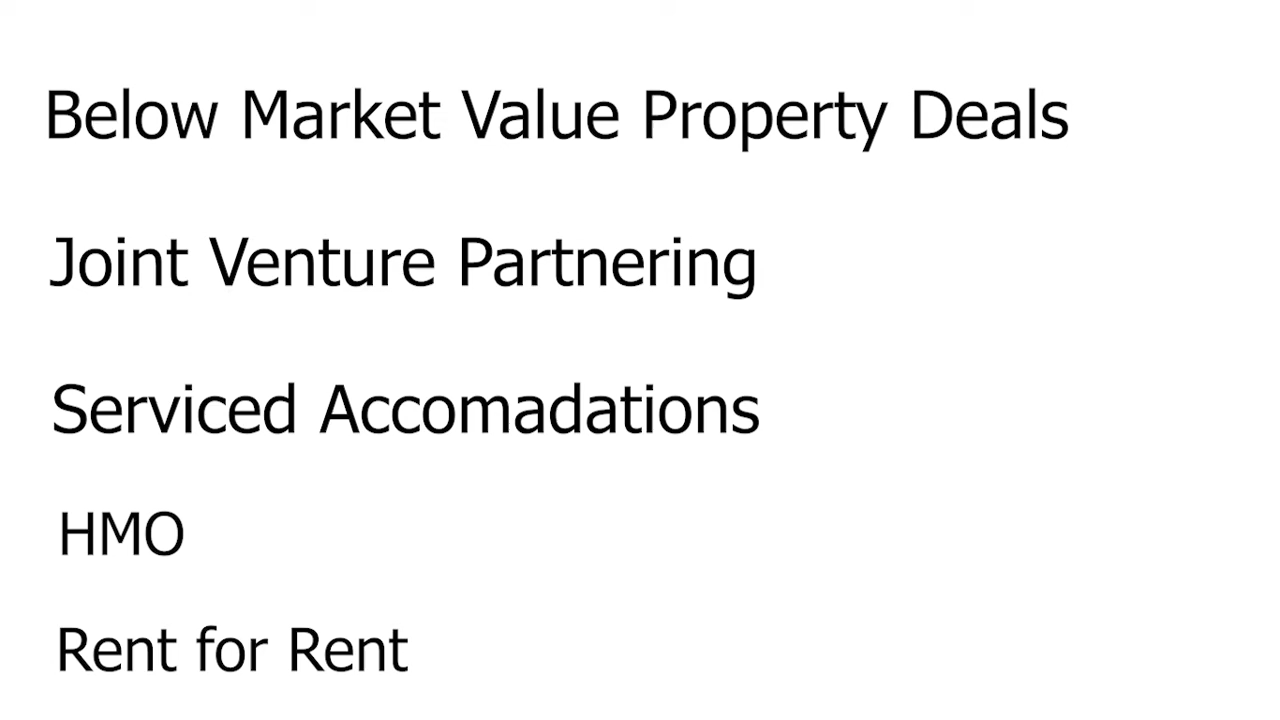 Below Market Value Property Deals
Joint Venture Partnering
Serviced Accomadations
HMO
Rent for Rent